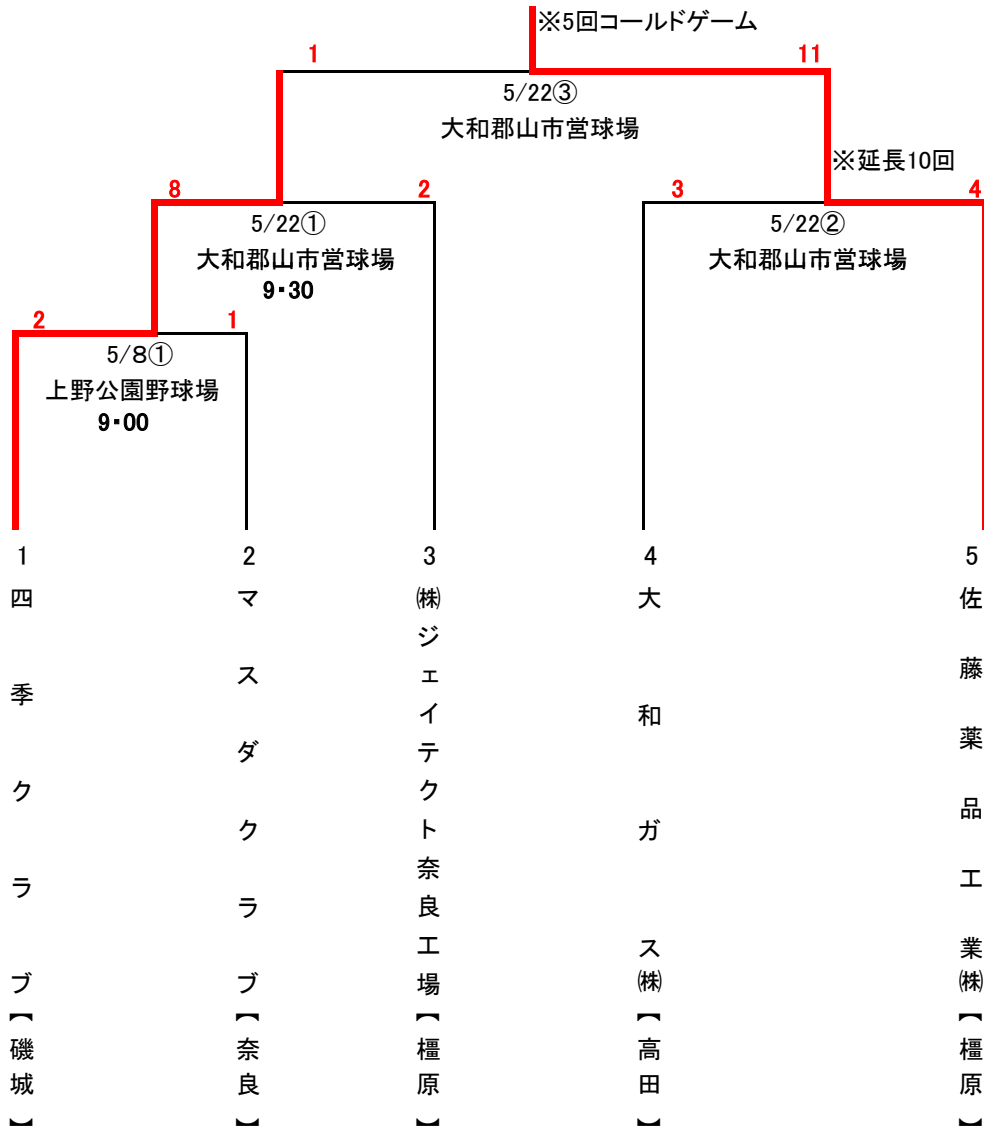 ※5回コールドゲーム
1
11
5/22③
大和郡山市営球場
※延長10回
8
2
3
4
5/22①
大和郡山市営球場
9・30
5/22②
大和郡山市営球場
2
1
5/8①
上野公園野球場
9・00
1
2
3
4
5
四季クラブ【磯城】
マスダクラブ【奈良】
㈱ジェイテクト奈良工場【橿原】
大和ガス㈱【高田】
佐藤薬品工業㈱【橿原】